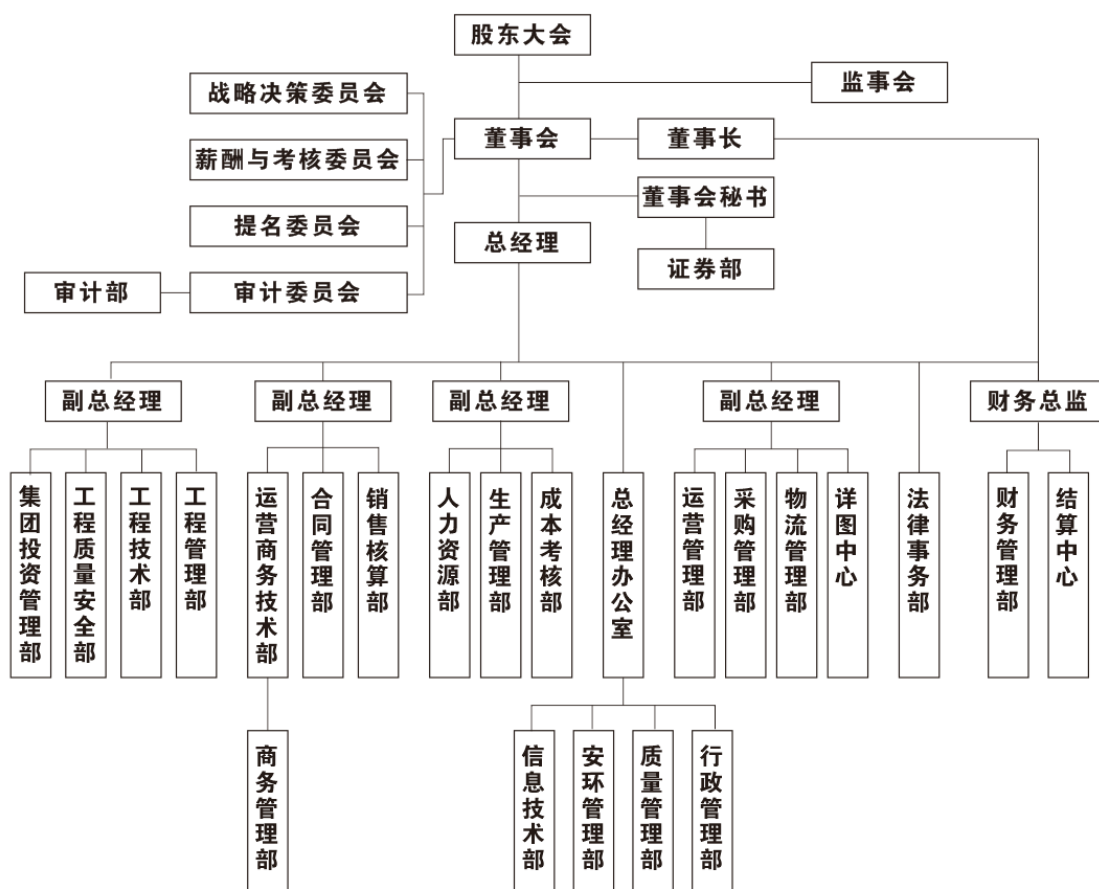 股东大会
监事会
战略决策委员会
董事会
董事长
薪酬与考核委员会
董事会秘书
提名委员会
总经理
证券部
审计部
审计委员会
副总经理
副总经理
副总经理
副总经理
财务总监
集团投资管理部
工程质量安全部
工程技术部
工程管理部
运营商务技术部
合同管理部
销售核算部
人力资源部
生产管理部
成本考核部
总经理办公室
运营管理部
采购管理部
物流管理部
详图中心
法律事务部
财务管理部
结算中心
商务管理部
信息技术部
安环管理部
质量管理部
行政管理部